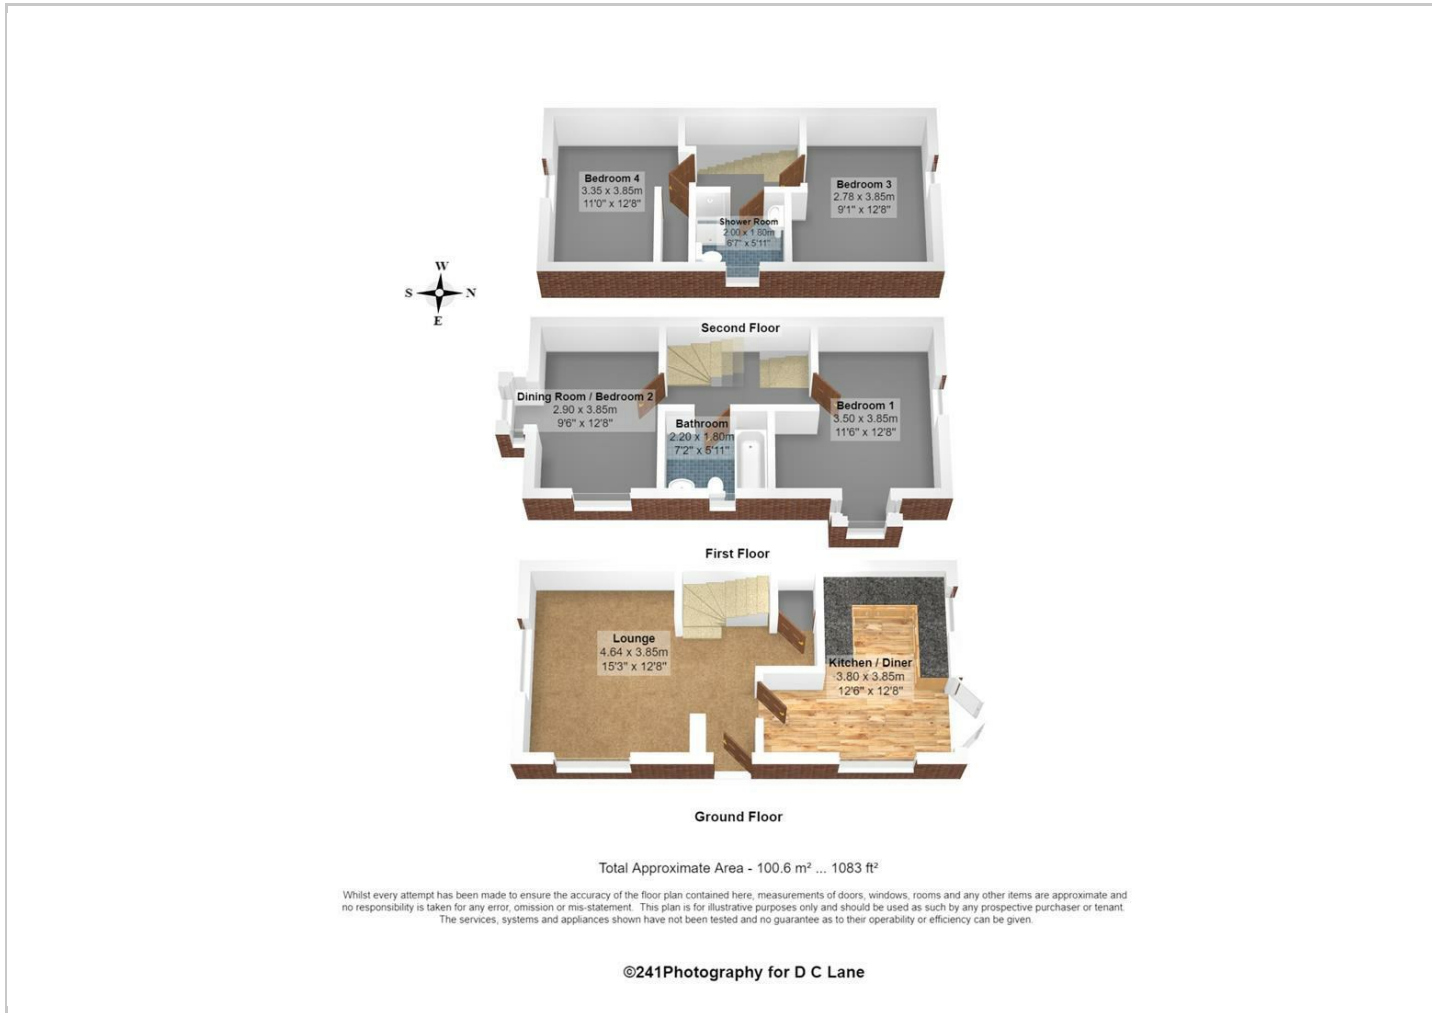 Bedroom 4
3.35 x 3.85m
11'0" x 12'8"
Bedroom 3
2.78 x 3.85m
9'1" x 12'8"
Shower Room
2.00 x 1.80m
6'7" x 5'11"
W
S
N
E
Second Floor
Dining Room / Bedroom 2
2.90 x 3.85m
9'6" x 12'8"
Bathroom
2.20 x 1.80m
7'2" x 5'11"
Bedroom 1
3.50 x 3.85m
11'6" x 12'8"
First Floor
Lounge
4.64 x 3.85m
15'3" x 12'8"
Kitchen / Diner
3.80 x 3.85m
12'6" x 12'8"
Ground Floor
Total Approximate Area - 100.6 m² ... 1083 ft²
Whilst every attempt has been made to ensure the accuracy of the floor plan contained here, measurements of doors, windows, rooms and any other items are approximate and
no responsibility is taken for any error, omission or mis-statement. This plan is for illustrative purposes only and should be used as such by any prospective purchaser or tenant.
The services, systems and appliances shown have not been tested and no guarantee as to their operability or efficiency can be given.
©241Photography for D C Lane